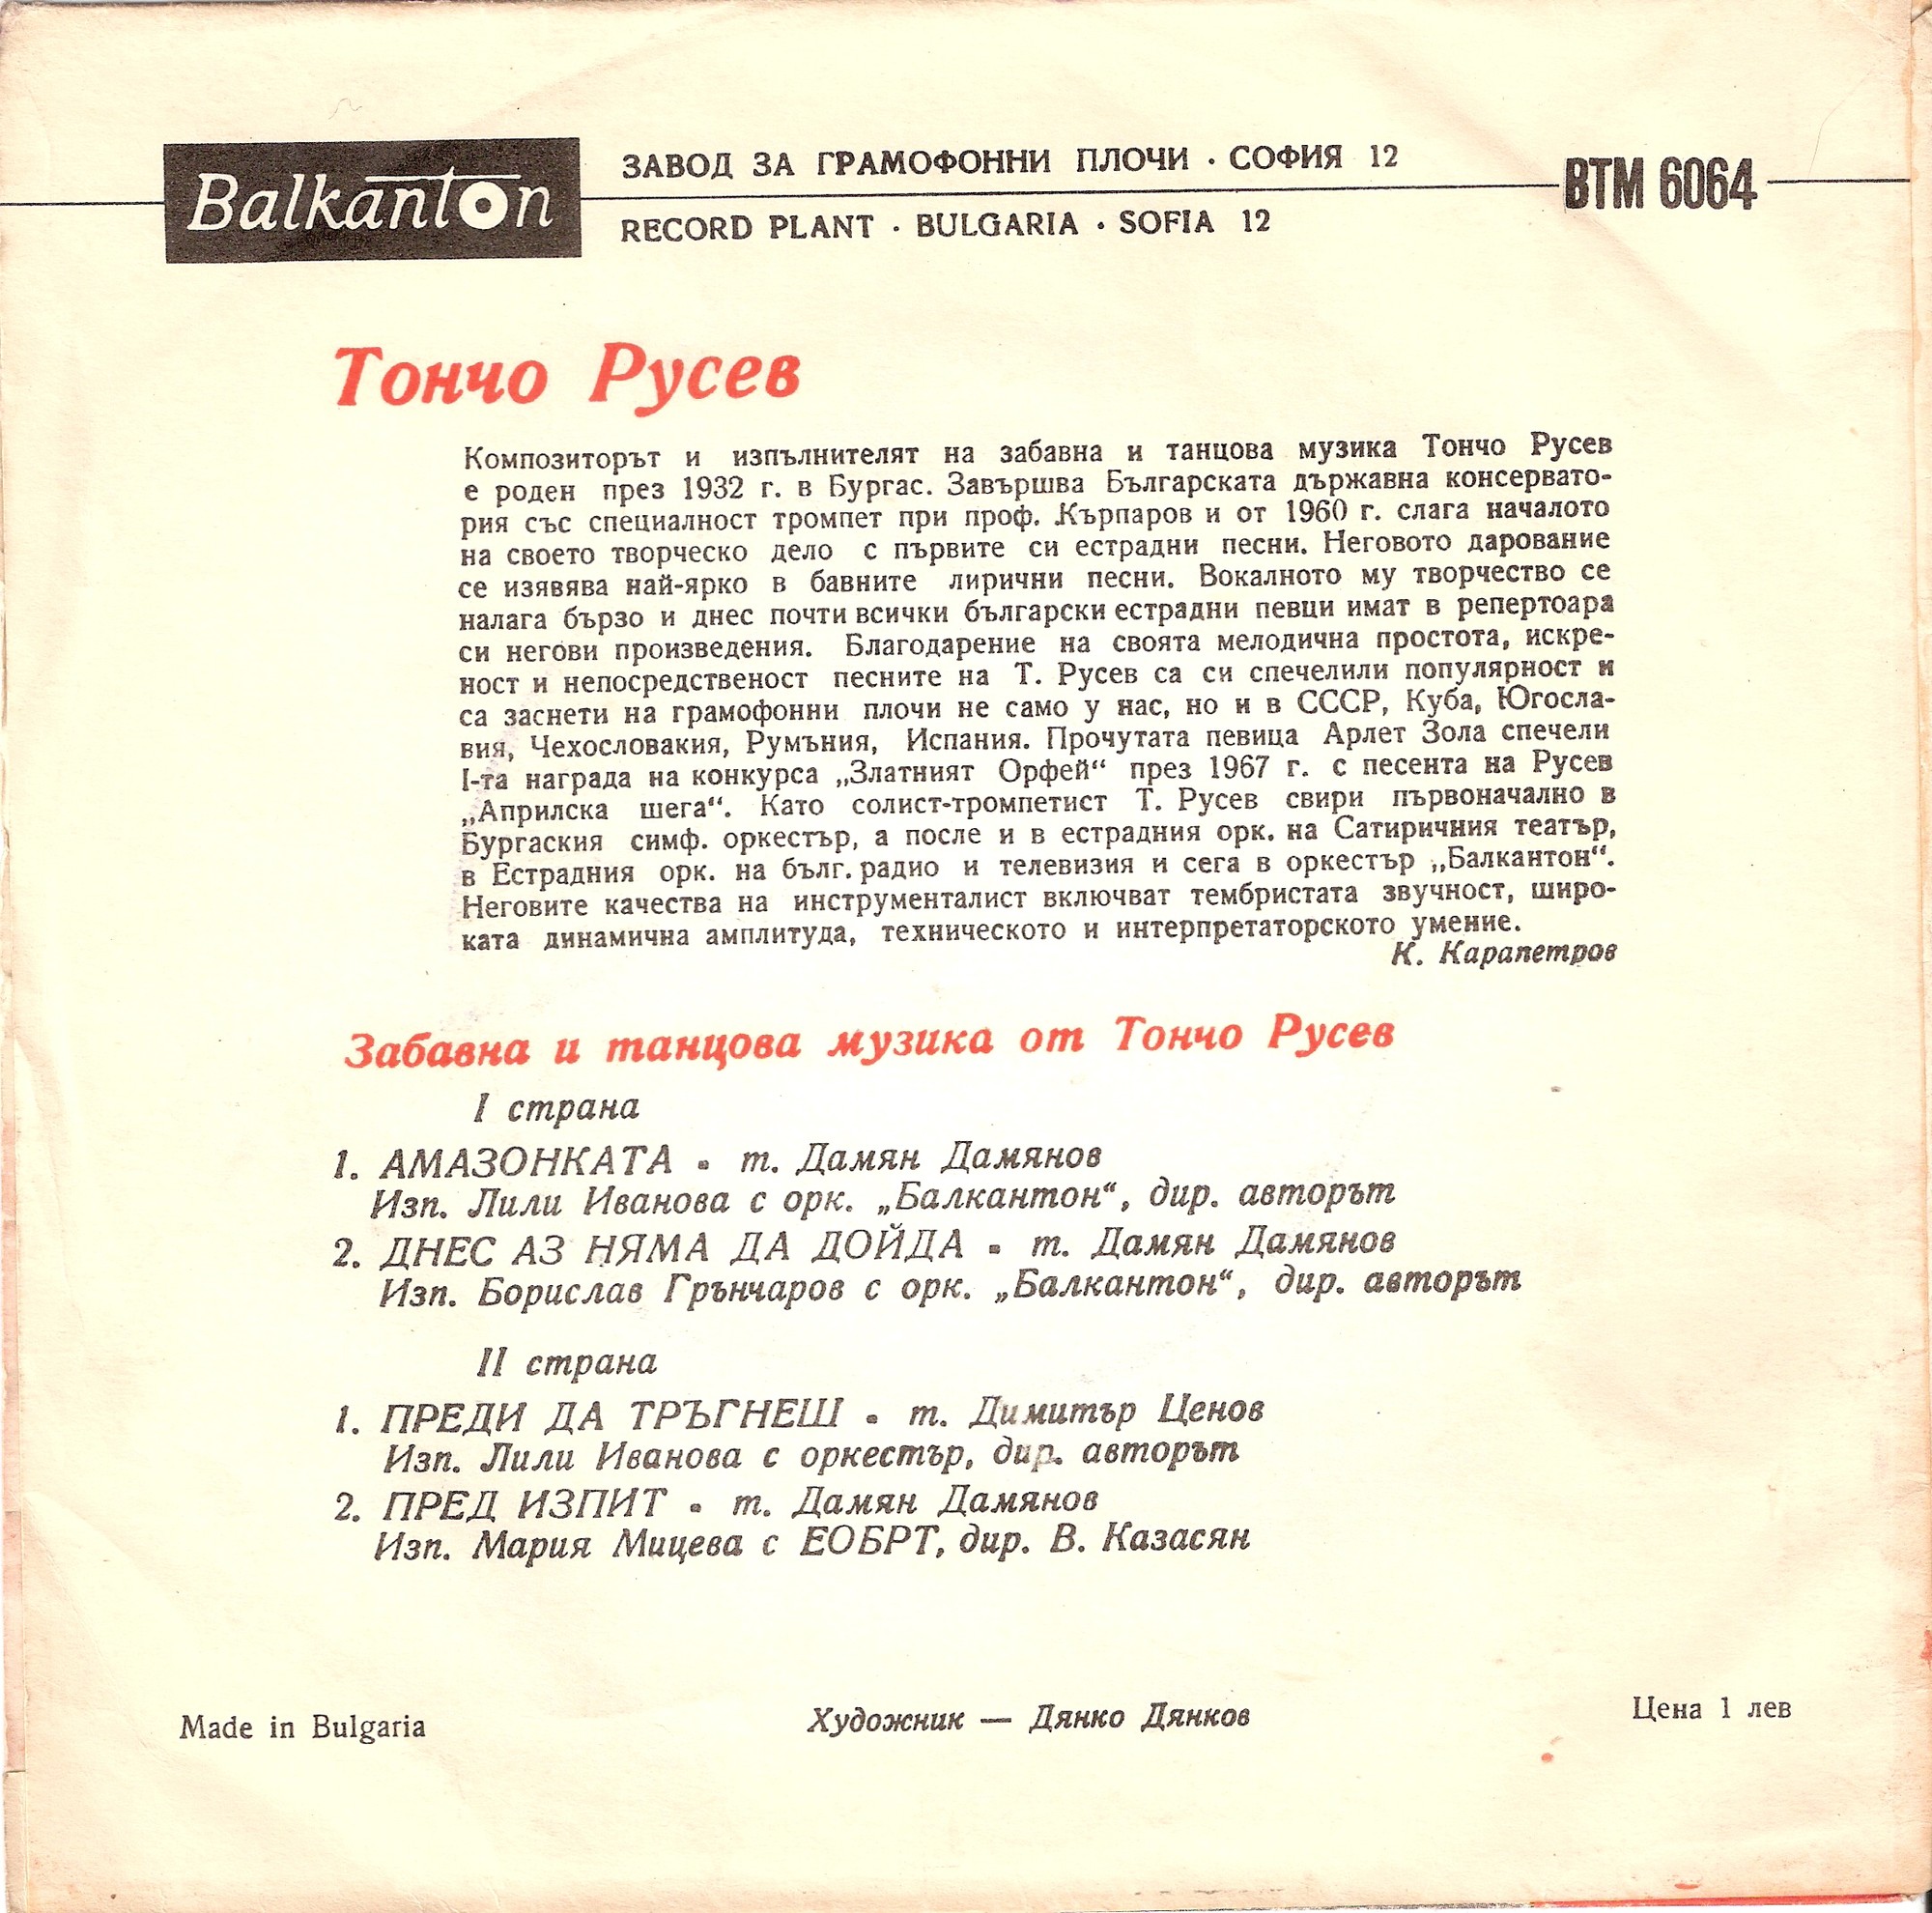 Balkanton
ЗАВОД ЗА ГРАМОФОННИ ПЛОЧИ · СОФИЯ 12
RECORD PLANT · BULGARIA · SOFIA 12
ВТМ 6064
Тончо Русев
Композиторът и изпълнителят на забавна и танцова музика Тончо Русев
е роден през 1932 г. в Бургас. Завършва Българската държавна консервато-
рия със специалност тромпет при проф. Кърпаров и от 1960 г. слага началото
на своето творческо дело с първите си естрадни песни. Неговото дарование
се изявява най-ярко в бавните лирични песни. Вокалното му творчество се
налага бързо и днес почти всички български естрадни певци имат в репертоара
си негови произведения. Благодарение на своята мелодична простота, искре-
ност и непосредственост песните на Т. Русев са си спечелили популярност и
са заснети на грамофонни плочи не само у нас, но и в СССР, Куба, Югосла-
вия, Чехословакия, Румъния, Испания. Прочутата певица Арлет Зола спечели
I-та награда на конкурса „Златният Орфей“ през 1967 г. с песента на Русев
„Априлска шега“. Като солист-тромпетист Т. Русев свири първоначално в
Бургаския симф. оркестър, а после и в естрадния орк. на Сатиричния театър,
в Естрадния орк. на бълг. радио и телевизия и сега в оркестър „Балкантон“.
Неговите качества на инструменталист включват тембристата звучност, широ-
ката динамична амплитуда, техническото и интерпретаторското умение.
К. Карапетров
Забавна и танцова музика от Тончо Русев
I страна
1. АМАЗОНКАТА ▪ т. Дамян Дамянов
Изп. Лили Иванова с орк. „Балкантон“, дир. авторът
2. ДНЕС АЗ НЯМА ДА ДОЙДА ▪ т. Дамян Дамянов
Изп. Борислав Грънчаров с орк. „Балкантон“, дир. авторът
II страна
1. ПРЕДИ ДА ТРЪГНЕШ ▪ т. Димитър Ценов
Изп. Лили Иванова с оркестър, дир. авторът
2. ПРЕД ИЗПИТ ▪ т. Дамян Дамянов
Изп. Мария Мицева с ЕОБРТ, дир. В. Казасян
Made in Bulgaria
Художник — Дянко Дянков
Цена 1 лев